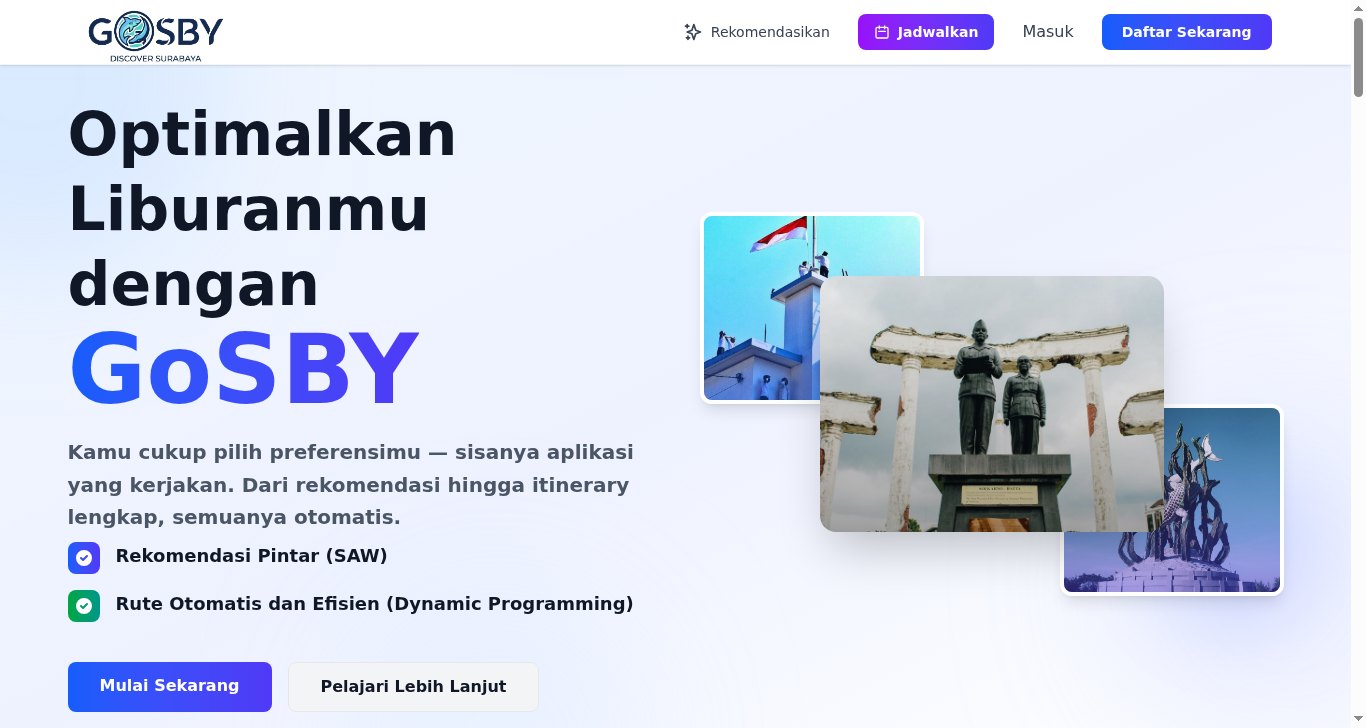 GOSBY
DISCOVER SURABAYA
Rekomendasikan
Jadwalkan
Masuk
Daftar Sekarang
Optimalkan
Liburanmu
dengan
GoSBY
Kamu cukup pilih preferensimu — sisanya aplikasi
yang kerjakan. Dari rekomendasi hingga itinerary
lengkap, semuanya otomatis.
Rekomendasi Pintar (SAW)
Rute Otomatis dan Efisien (Dynamic Programming)
Mulai Sekarang
Pelajari Lebih Lanjut